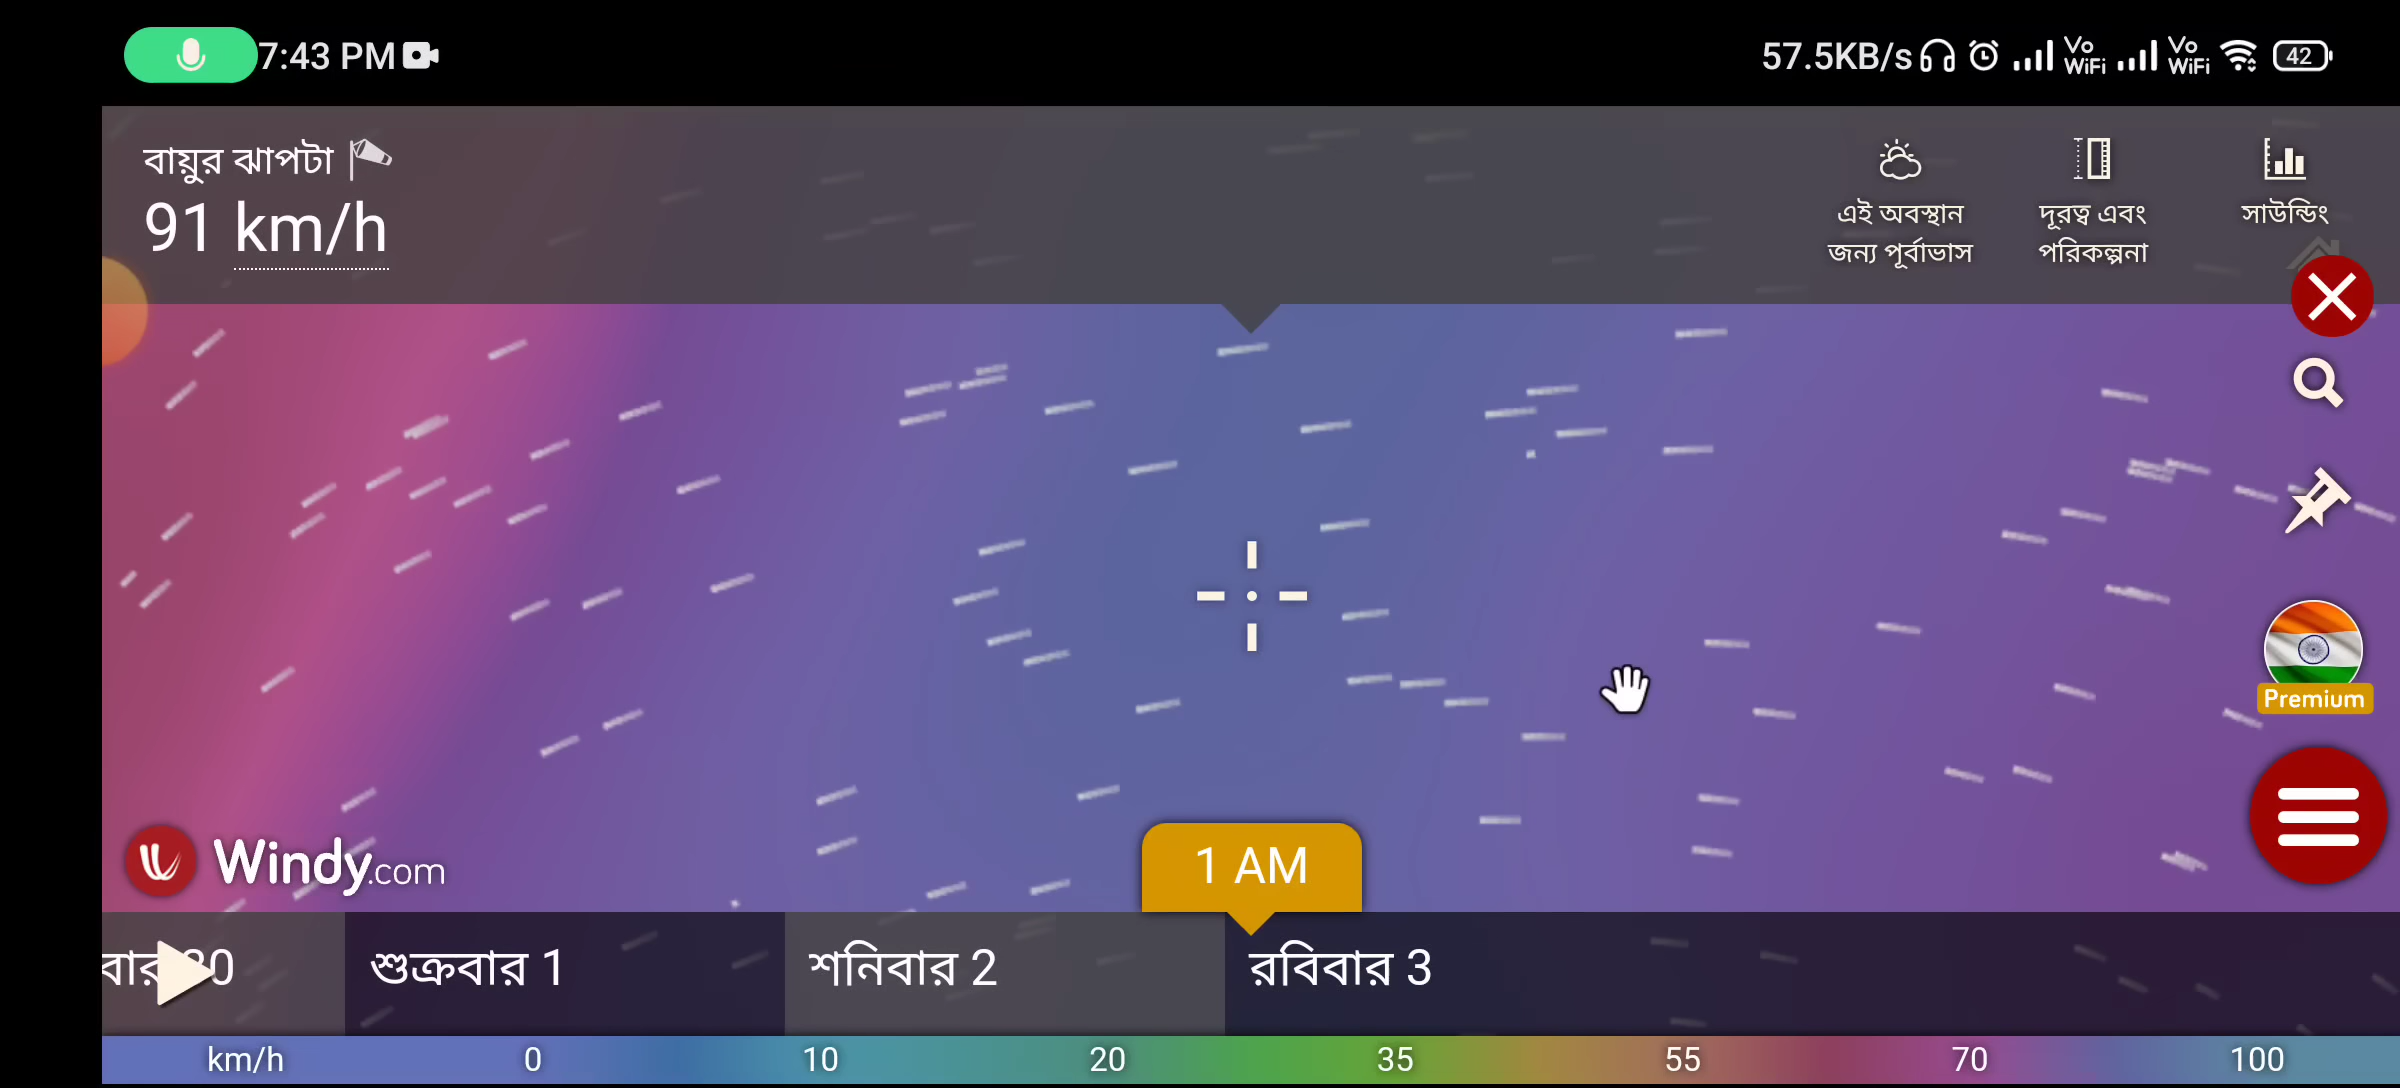 7:43 PM
57.5KB/s
Vo
WiFi
Vo
WiFi
42
বায়ুর ঝাপটা
91 km/h
এই অবস্থান
জন্য পূর্বাভাস
দূরত্ব এবং
পরিকল্পনা
সাউন্ডিং
Premium
Windy.com
1 AM
শুক্রবার 1
শনিবার 2
রবিবার 3
km/h 0 10 20 35 55 70 100